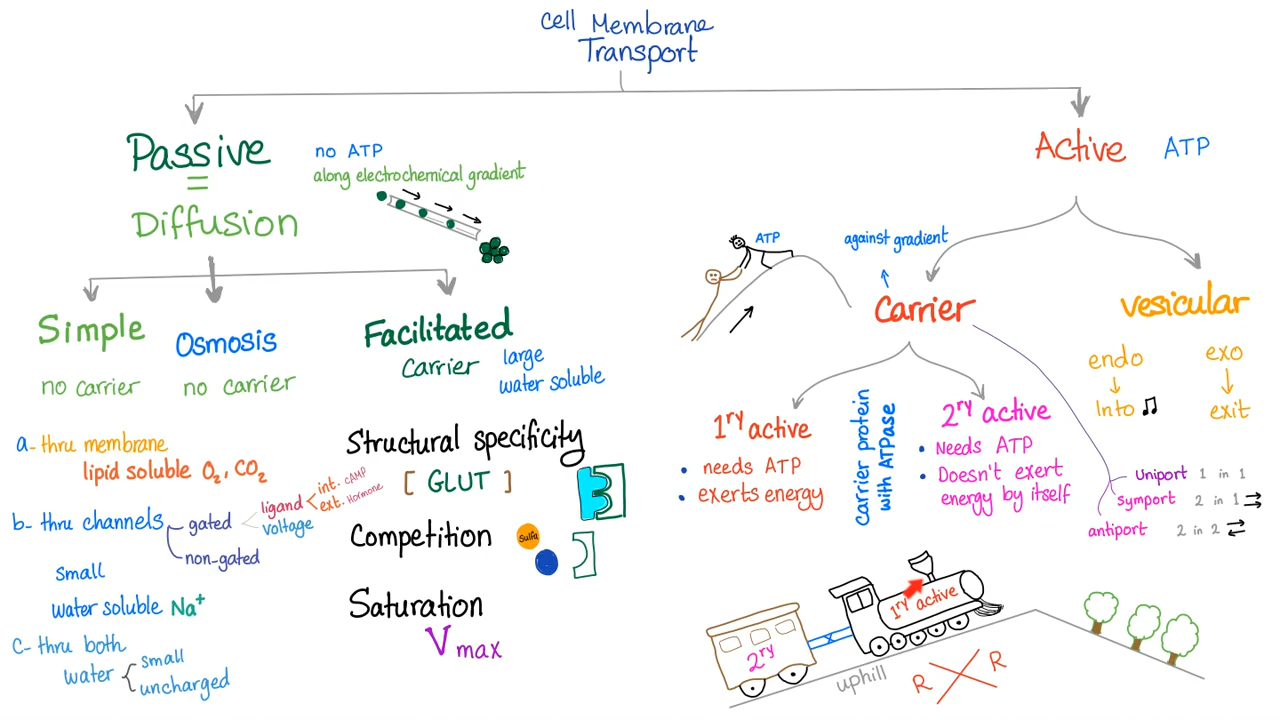 Cell Membrane
Transport
Passive
=
Diffusion
no ATP
along electrochemical gradient
Simple
no carrier
Osmosis
no carrier
Facilitated
Carrier
large
water soluble
a- thru membrane
lipid soluble O₂, CO₂
b- thru channels
gated
ligand
int. cAMP
ext. Hormone
voltage
non-gated
small
water soluble Na⁺
c- thru both
water
small
uncharged
Structural specificity
[ GLUT ]
Competition
Sulfa
Saturation
Vmax
Active ATP
ATP
against gradient
Carrier
vesicular
endo
Into
exo
exit
1ry active
• needs ATP
• exerts energy
Carrier protein
with ATPase
2ry active
• Needs ATP
• Doesn't exert
energy by itself
Uniport 1 in 1
symport 2 in 1
antiport 2 in 2
1ry active
2ry
uphill
R R